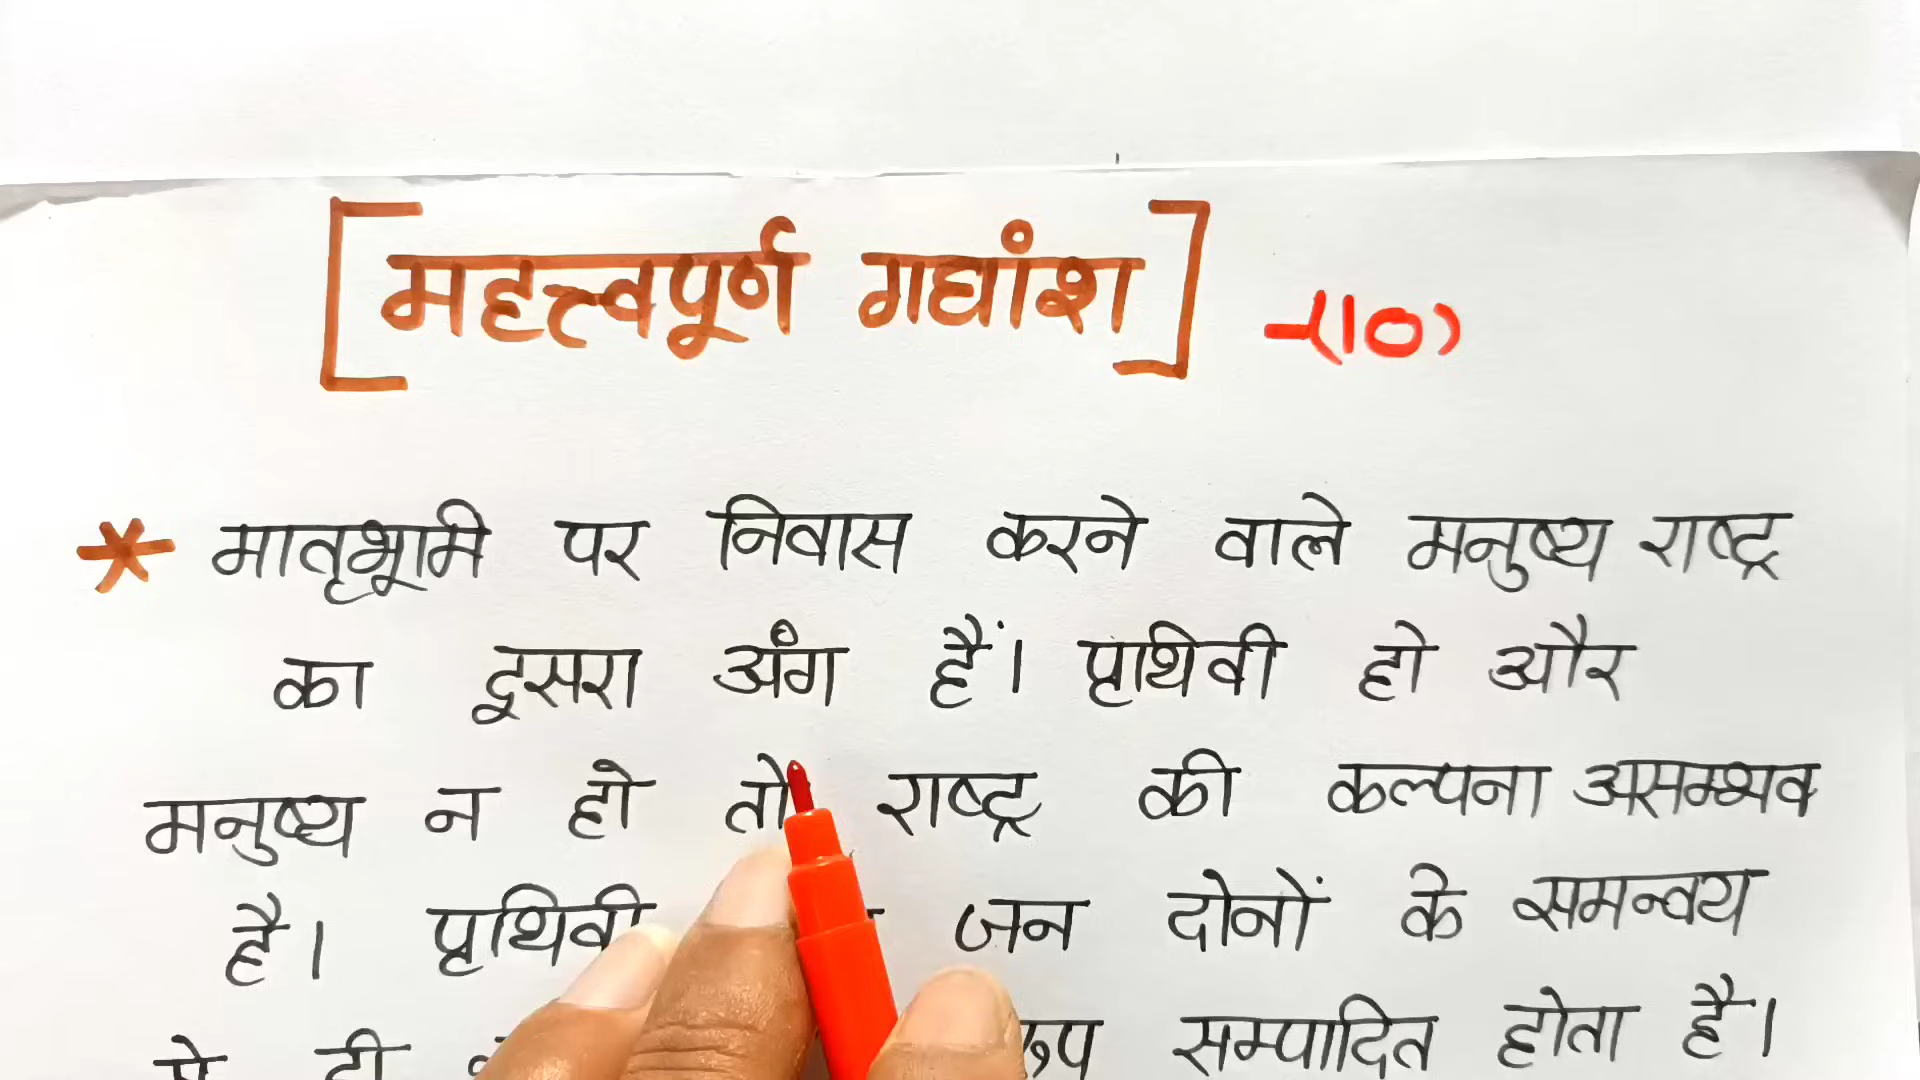 [महत्त्वपूर्ण गद्यांश] -(10)
* मातृभूमि पर निवास करने वाले मनुष्य राष्ट्र
का दूसरा अंग हैं। पृथिवी हो और
मनुष्य न हो तो राष्ट्र की कल्पना असम्भव
है। पृथिवी जन दोनों के समन्वय
से ही रूप सम्पादित होता है।